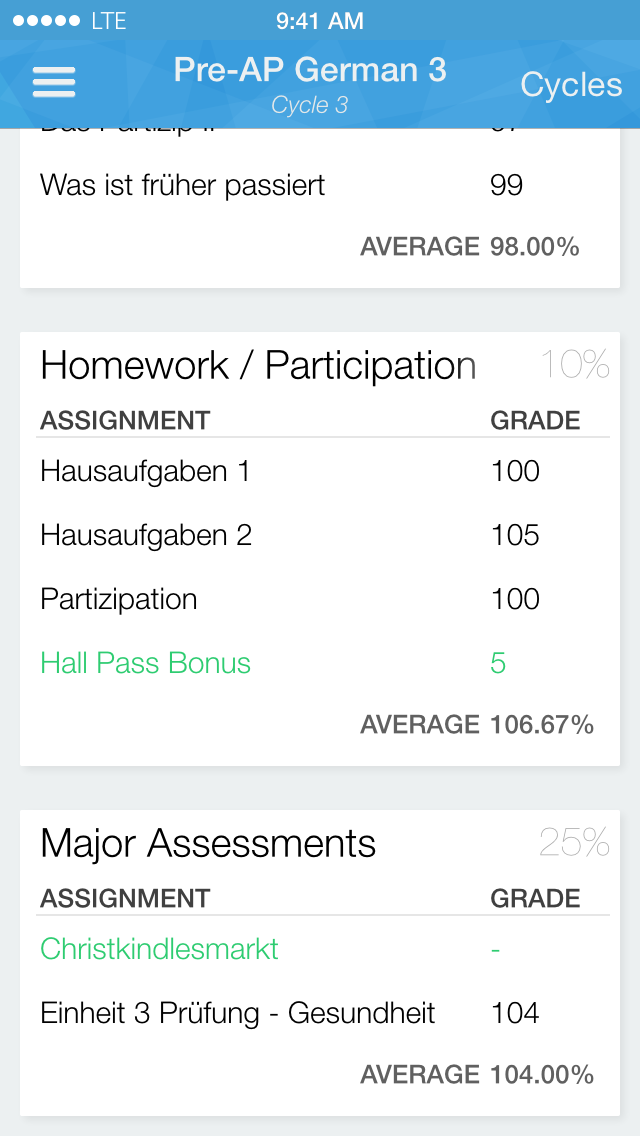 LTE 9:41 AM
Pre-AP German 3
Cycle 3
Cycles
Was ist früher passiert 99
AVERAGE 98.00%
Homework / Participation 10%
ASSIGNMENT GRADE
Hausaufgaben 1 100
Hausaufgaben 2 105
Partizipation 100
Hall Pass Bonus 5
AVERAGE 106.67%
Major Assessments 25%
ASSIGNMENT GRADE
Christkindlesmarkt -
Einheit 3 Prüfung - Gesundheit 104
AVERAGE 104.00%